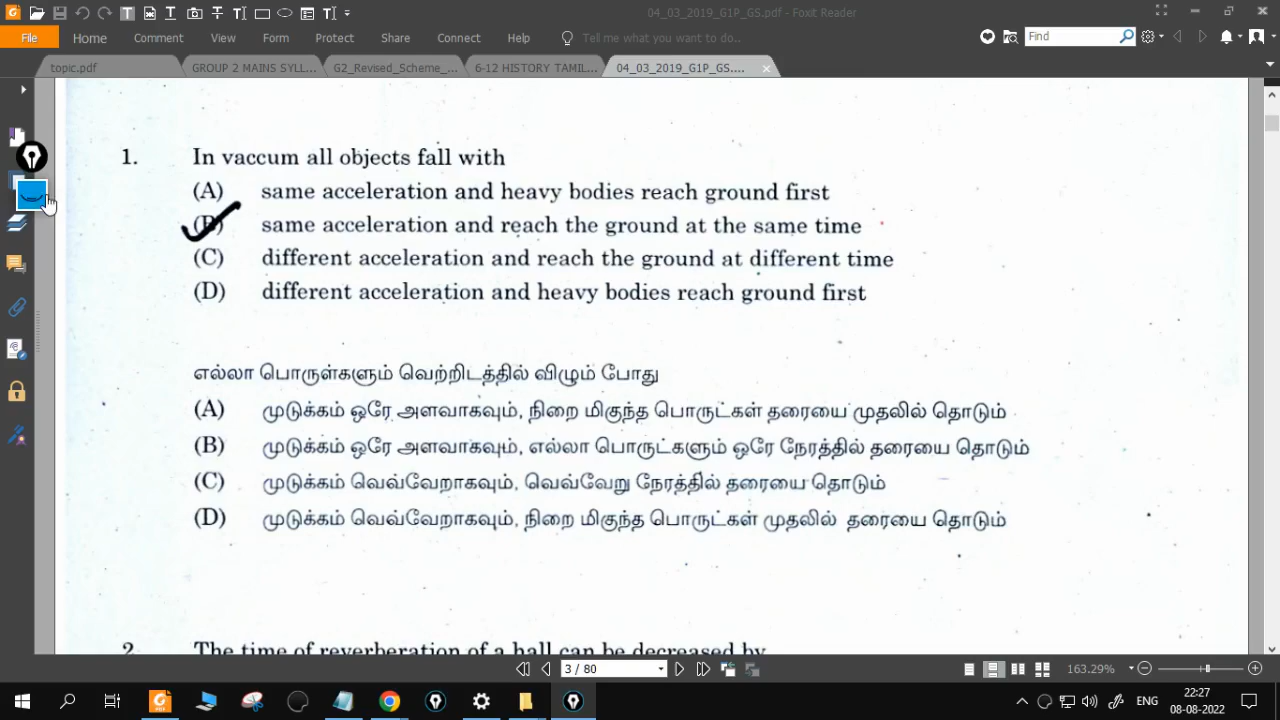 04_03_2019_G1P_GS.pdf - Foxit Reader
File Home Comment View Form Protect Share Connect Help Tell me what you want to do.. Find
topic.pdf GROUP 2 MAINS SYLL... G2_Revised_Scheme_... 6-12 HISTORY TAMIL... 04_03_2019_G1P_GS....
1. In vaccum all objects fall with
(A) same acceleration and heavy bodies reach ground first
(B) same acceleration and reach the ground at the same time
(C) different acceleration and reach the ground at different time
(D) different acceleration and heavy bodies reach ground first
எல்லா பொருள்களும் வெற்றிடத்தில் விழும் போது
(A) முடுக்கம் ஒரே அளவாகவும், நிறை மிகுந்த பொருட்கள் தரையை முதலில் தொடும்
(B) முடுக்கம் ஒரே அளவாகவும், எல்லா பொருட்களும் ஒரே நேரத்தில் தரையை தொடும்
(C) முடுக்கம் வெவ்வேறாகவும், வெவ்வேறு நேரத்தில் தரையை தொடும்
(D) முடுக்கம் வெவ்வேறாகவும், நிறை மிகுந்த பொருட்கள் முதலில் தரையை தொடும்
2. The time of reverberation of a hall can be decreased by
3 / 80 163.29%
ENG 22:27
08-08-2022